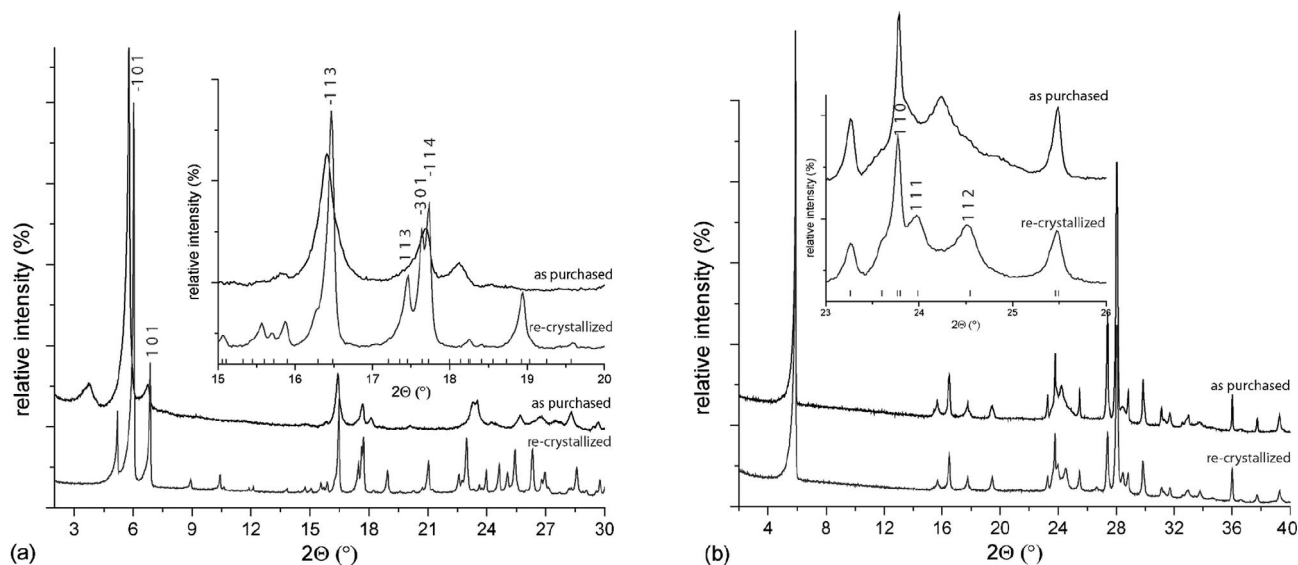 relative intensity (%)
-101
101
as purchased
re-crystallized
3 6 9 12 15 18 21 24 27 30
2Θ (°)
(a)
relative intensity (%)
-113
113
-301
-114
as purchased
re-crystallized
15 16 17 18 19 20
2Θ (°)
relative intensity (%)
as purchased
re-crystallized
4 8 12 16 20 24 28 32 36 40
2Θ (°)
(b)
relative intensity (%)
as purchased
110
111
112
re-crystallized
23 24 25 26
2Θ (°)